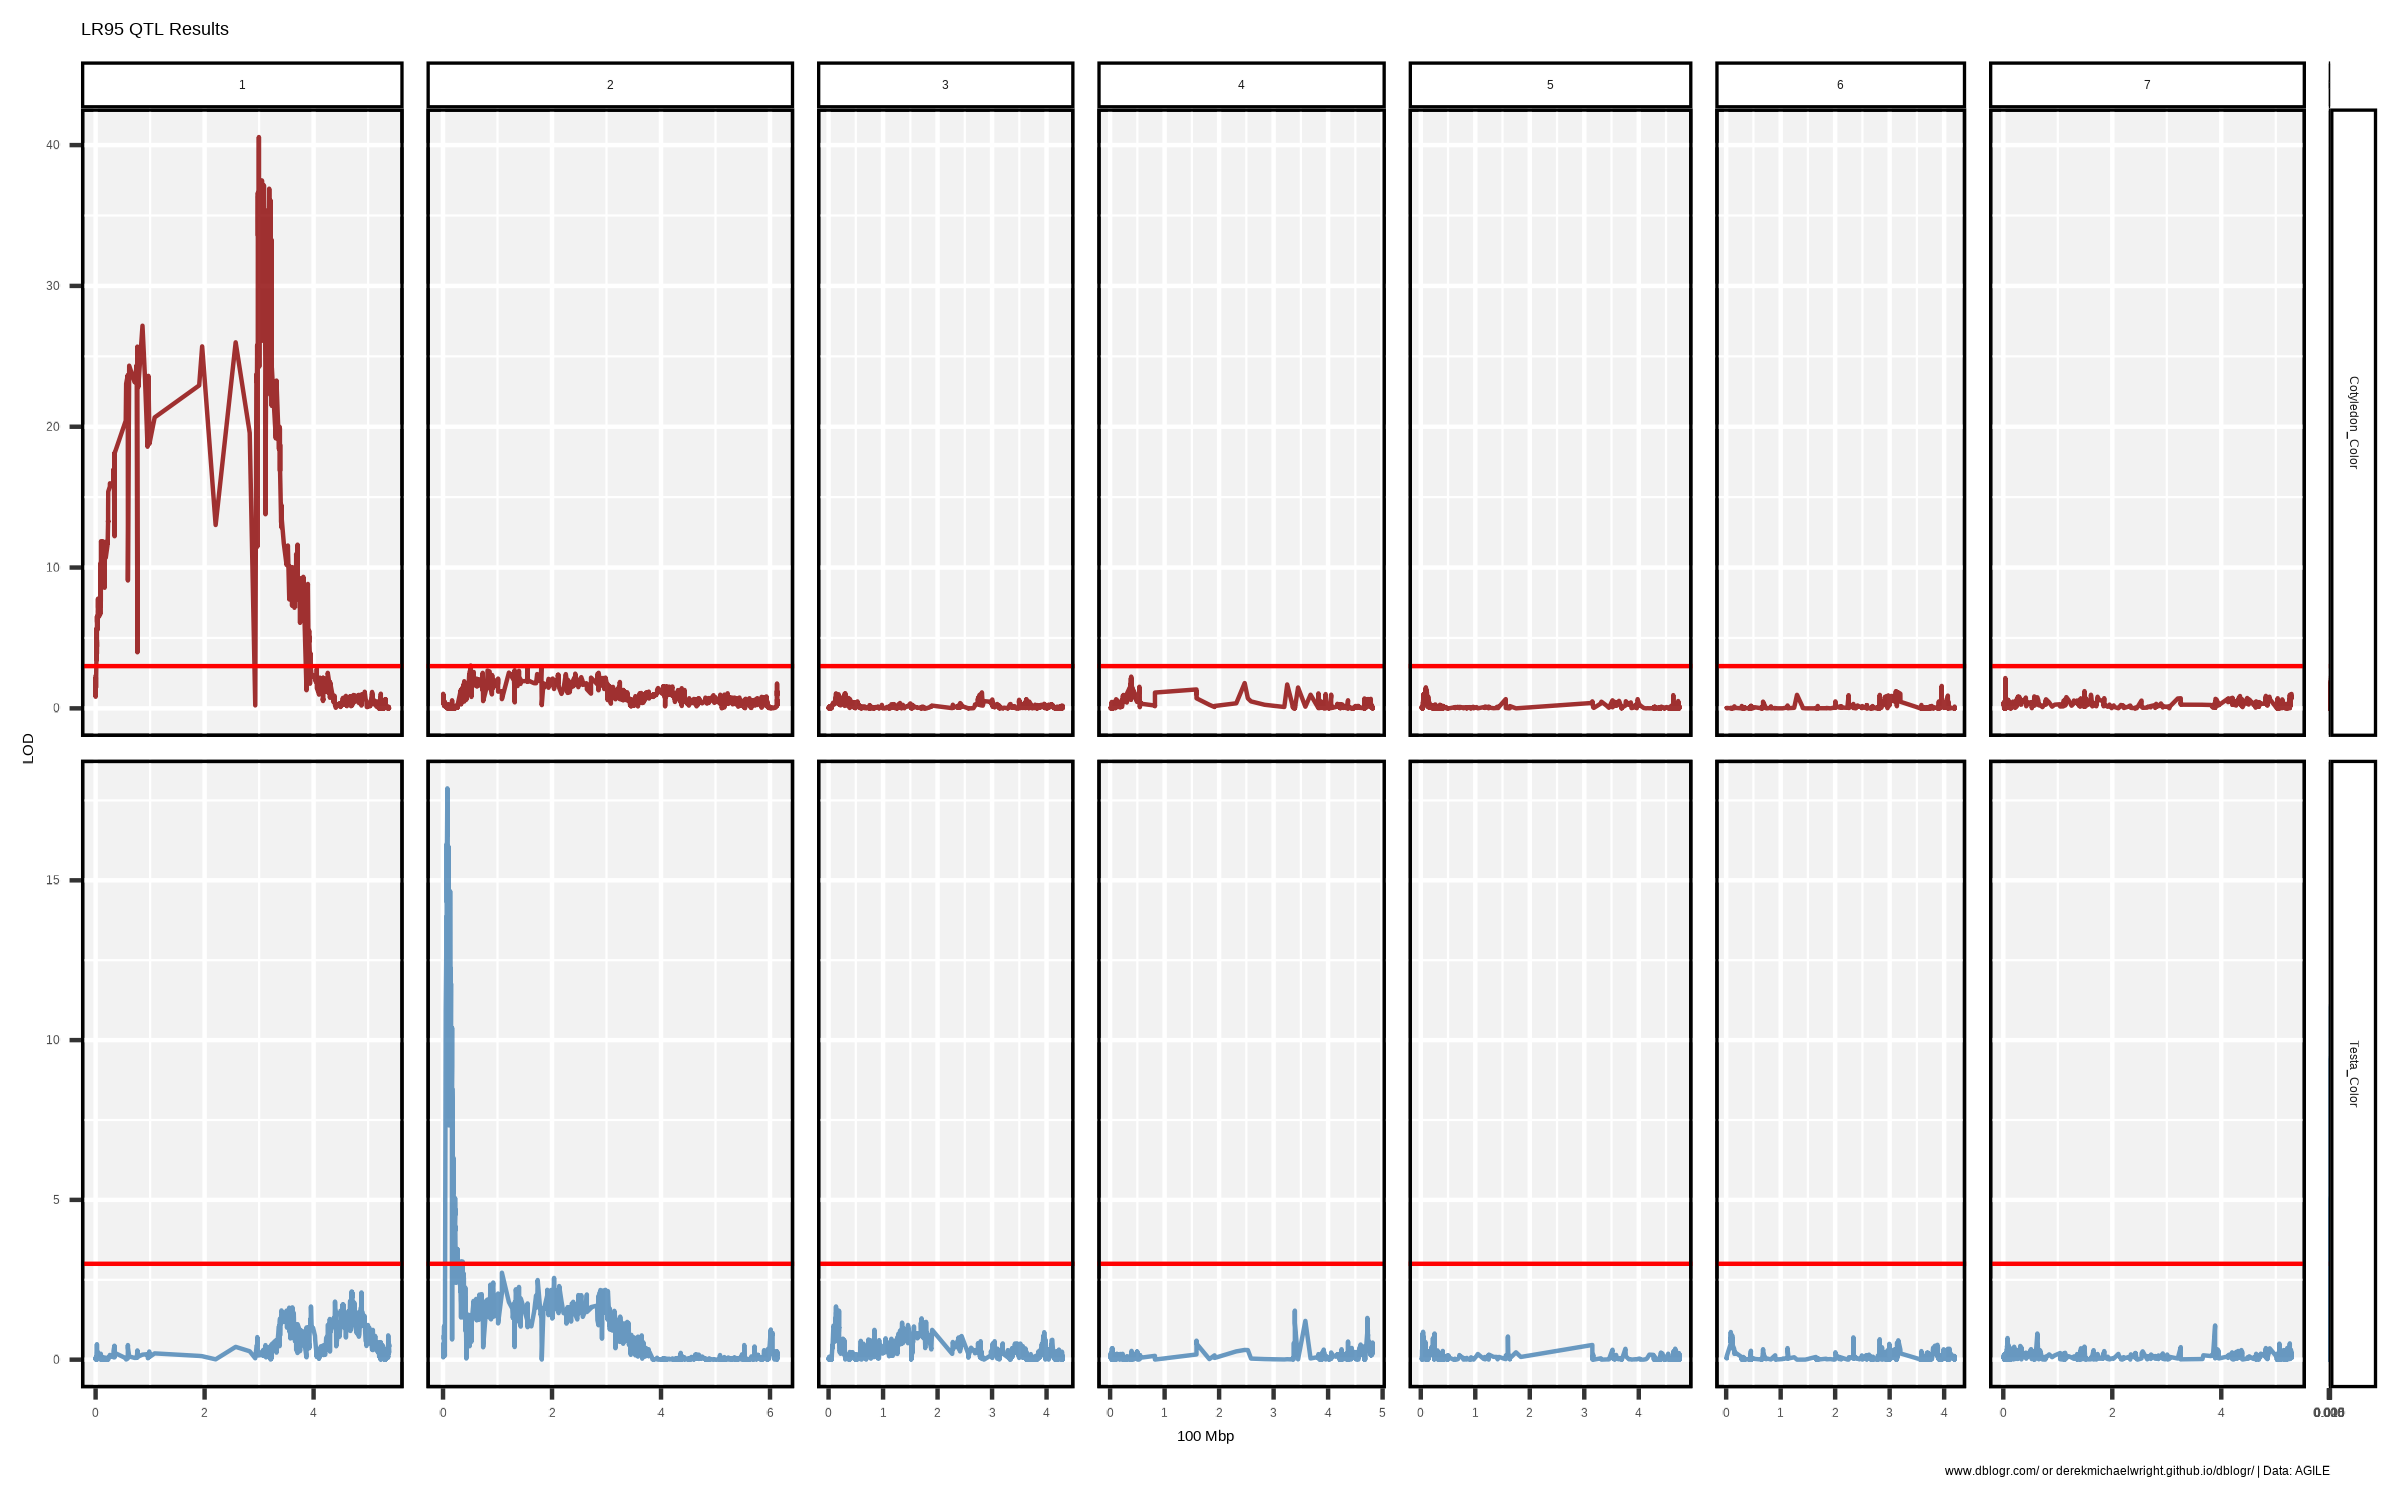 LR95 QTL Results
1 2 3 4 5 6 7
40
30
20
10
0
Cotyledon_Color
LOD
15
10
5
0
Testa_Color
0 2 4 0 2 4 6 0 1 2 3 4 0 1 2 3 4 5 0 1 2 3 4 0 1 2 3 4 0 2 4
100 Mbp
www.dblogr.com/ or derekmichaelwright.github.io/dblogr/ | Data: AGILE